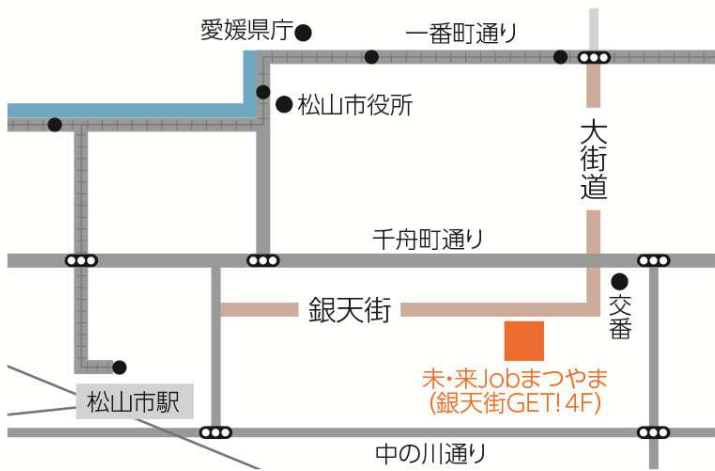 愛媛県庁
一番町通り
松山市役所
大街道
千舟町通り
銀天街
交番
未・来Jobまつやま
(銀天街GET! 4F)
松山市駅
中の川通り